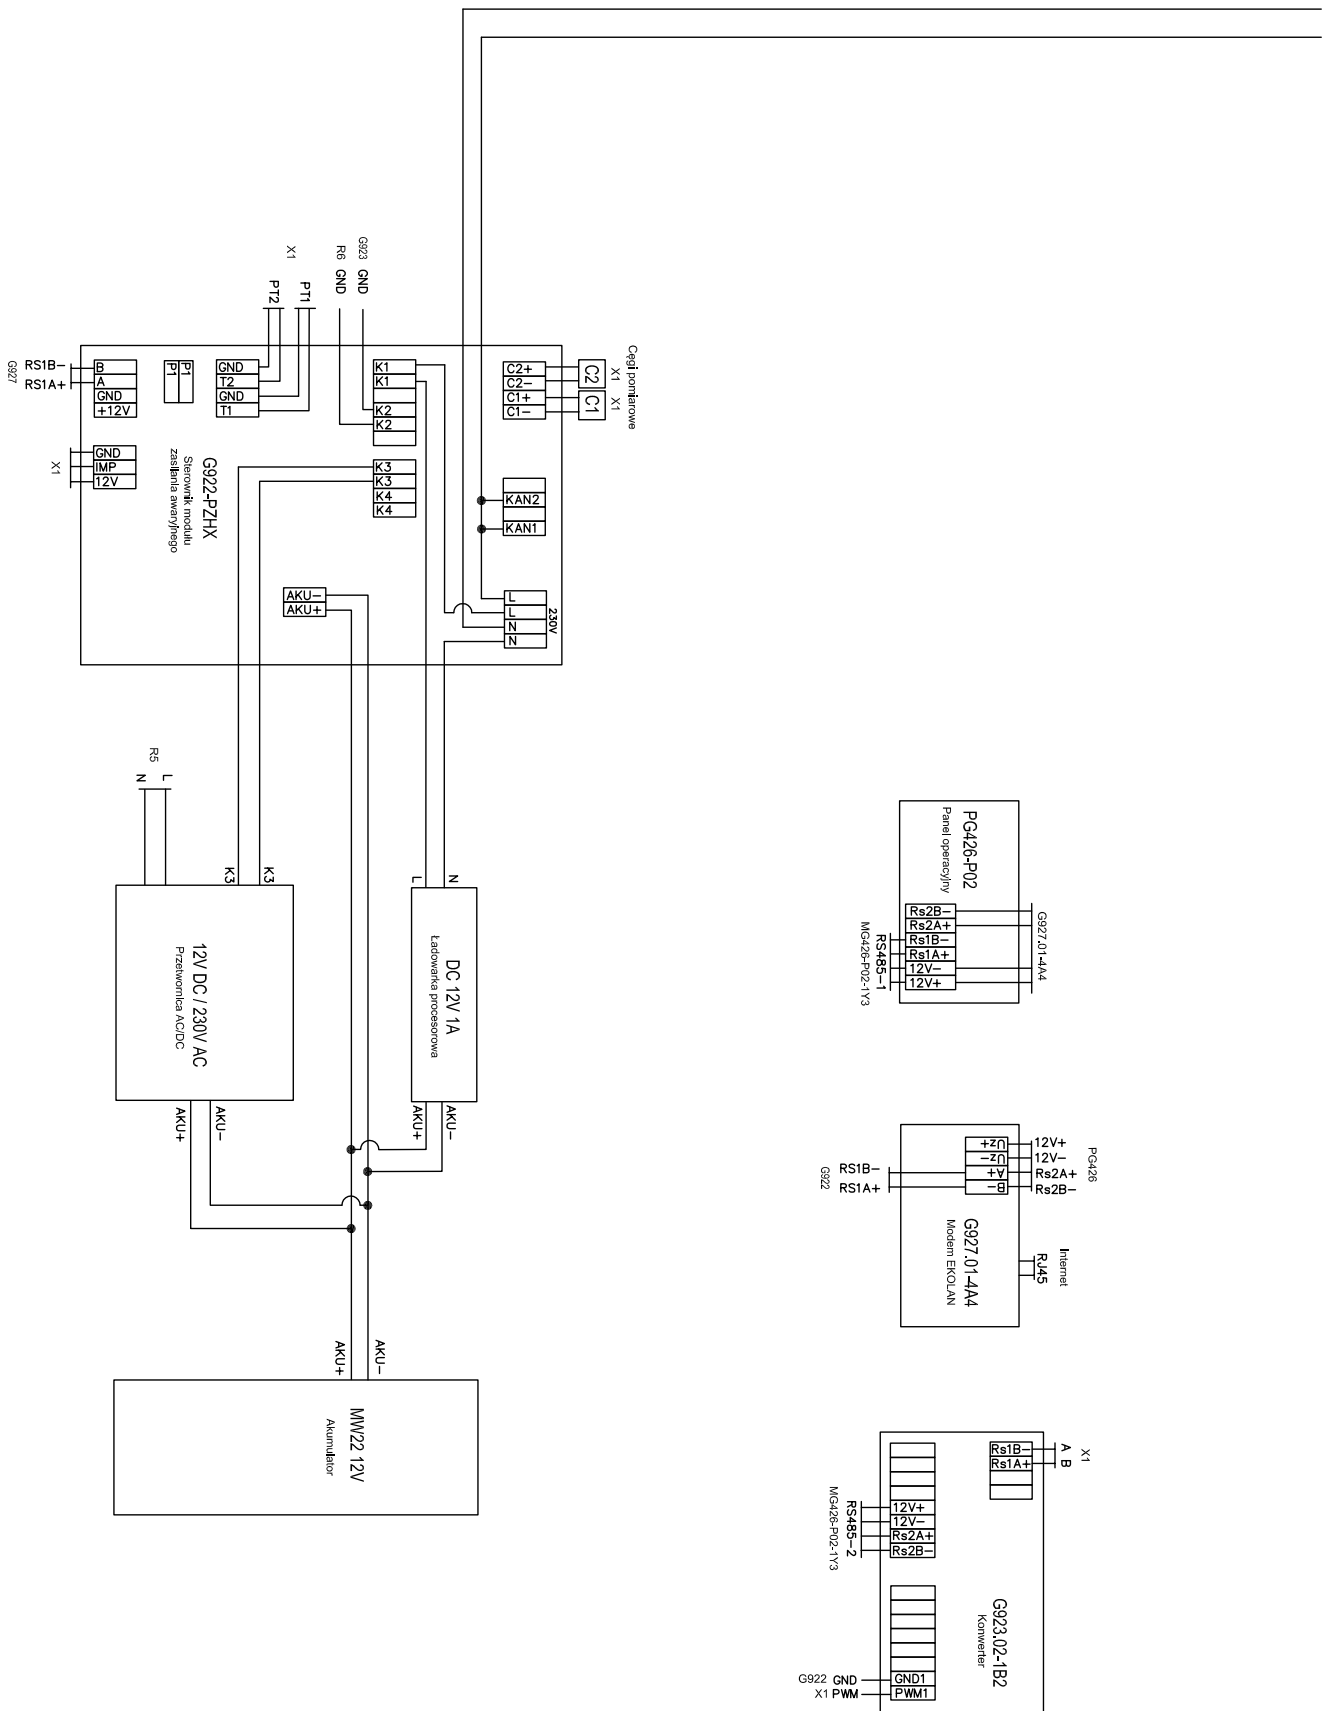 Cęgi pomiarowe
X1
X1
C2
C1
C2+
C2-
C1+
C1-
KAN2
KAN1
L
L
N
N
230V
G923 GND
R6 GND
X1
PT2
PT1
K1
K1
K2
K2
K3
K3
K4
K4
GND
T2
GND
T1
P1
P1
G927
RS1B-
RS1A+
B
A
GND
+12V
X1
GND
IMP
12V
G922-PZHX
Sterownik modułu
zasilania awaryjnego
AKU-
AKU+
R5
N
L
K3
K3
12V DC / 230V AC
Przetwornica AC/DC
AKU+
AKU-
L
N
DC 12V 1A
Ładowarka procesorowa
AKU+
AKU-
AKU+
AKU-
MW22 12V
Akumulator
PG426-P02
Panel operacyjny
Rs2B-
Rs2A+
Rs1B-
Rs1A+
12V-
12V+
G927.01-4A4
RS485-1
MG426-P02-1Y3
Uz+
Uz-
A+
B-
12V+
12V-
Rs2A+
Rs2B-
PG426
RS1B-
RS1A+
G922
G927.01-4A4
Modem EKOLAN
Internet
RJ45
Rs1B-
Rs1A+
A
B
X1
12V+
12V-
Rs2A+
Rs2B-
RS485-2
MG426-P02-1Y3
G923.02-1B2
Konwerter
G922 GND
X1 PWM
GND1
PWM1